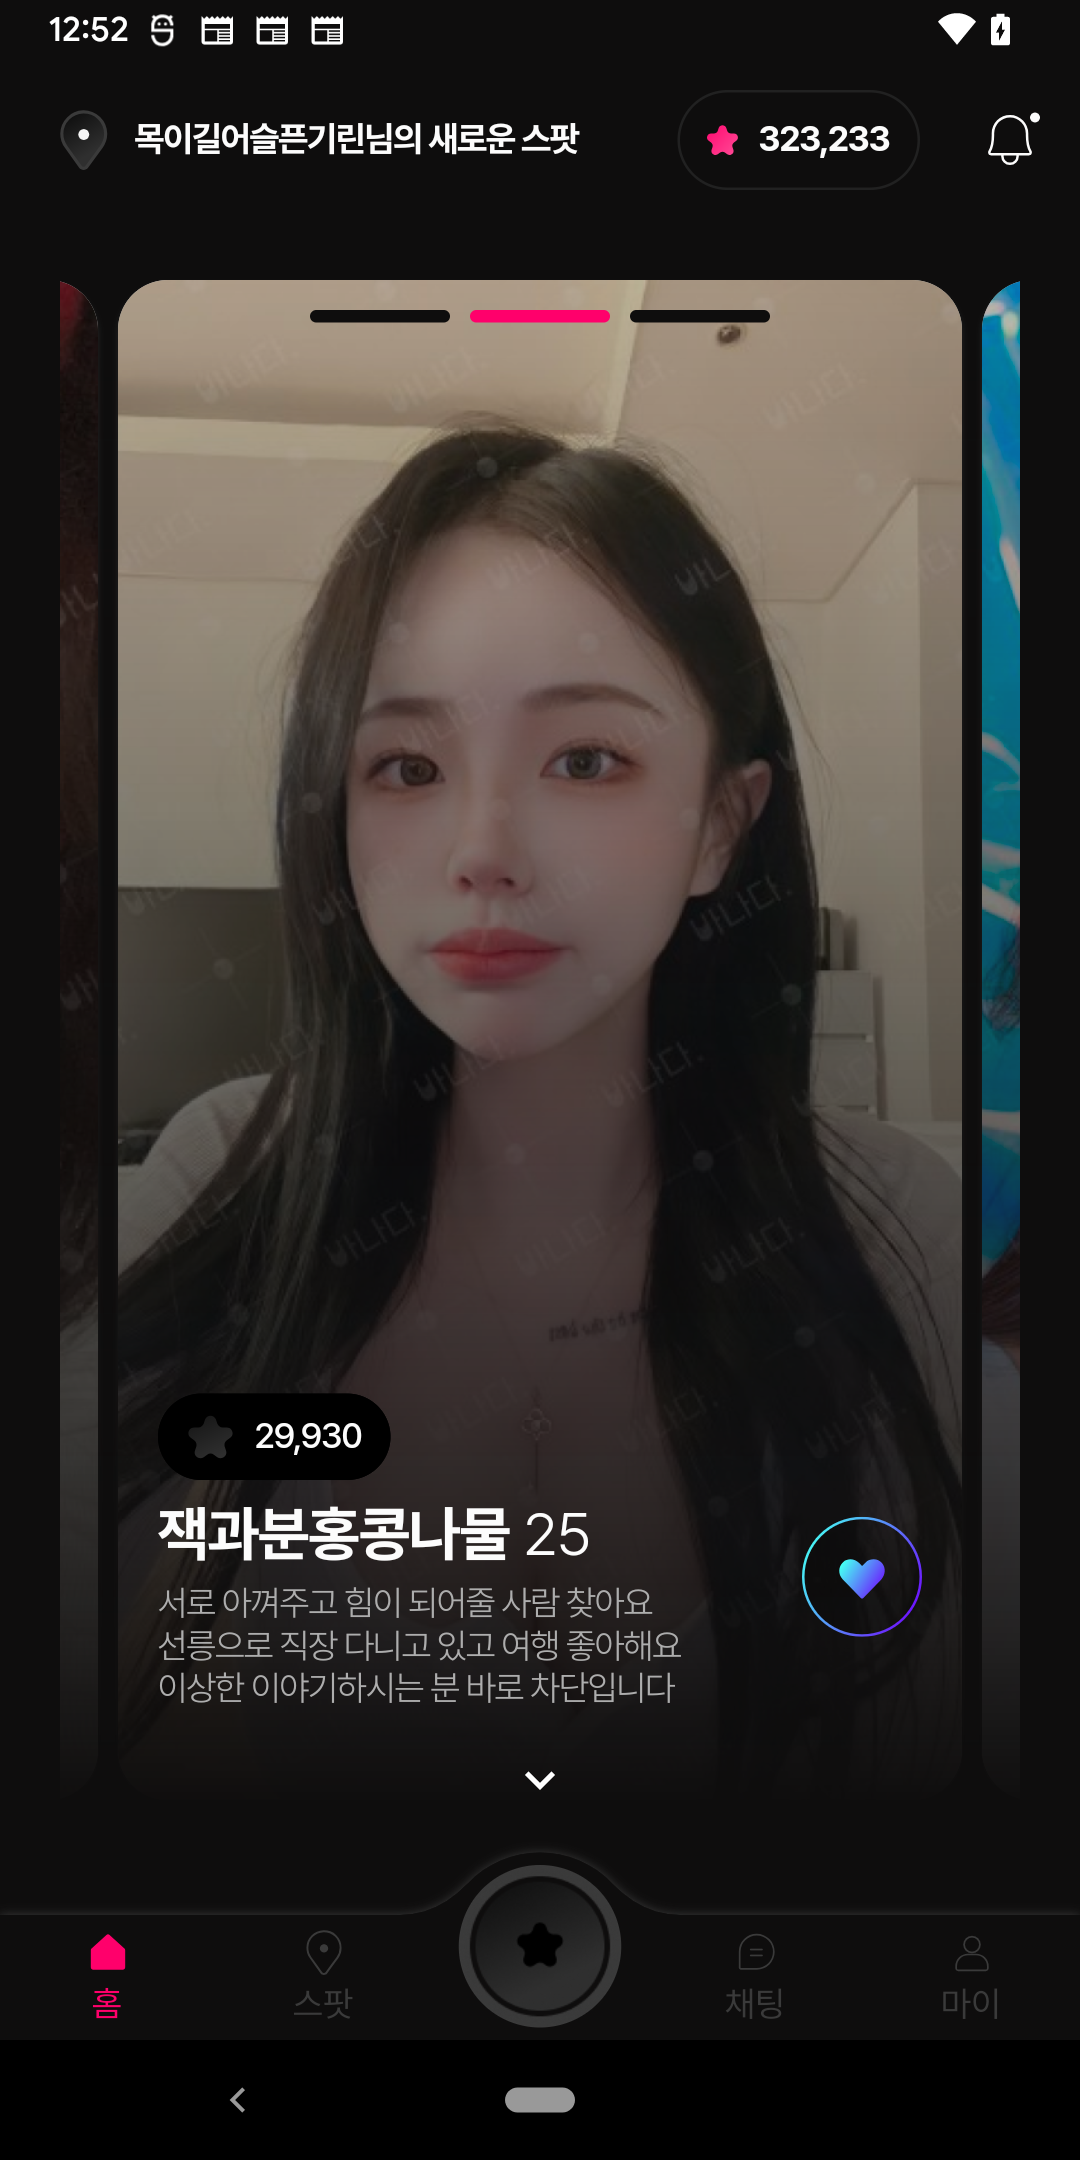 12:52
목이길어슬픈기린님의 새로운 스팟
323,233
바나다.
29,930
잭과분홍콩나물 25
서로 아껴주고 힘이 되어줄 사람 찾아요
선릉으로 직장 다니고 있고 여행 좋아해요
이상한 이야기하시는 분 바로 차단입니다
홈
스팟
채팅
마이